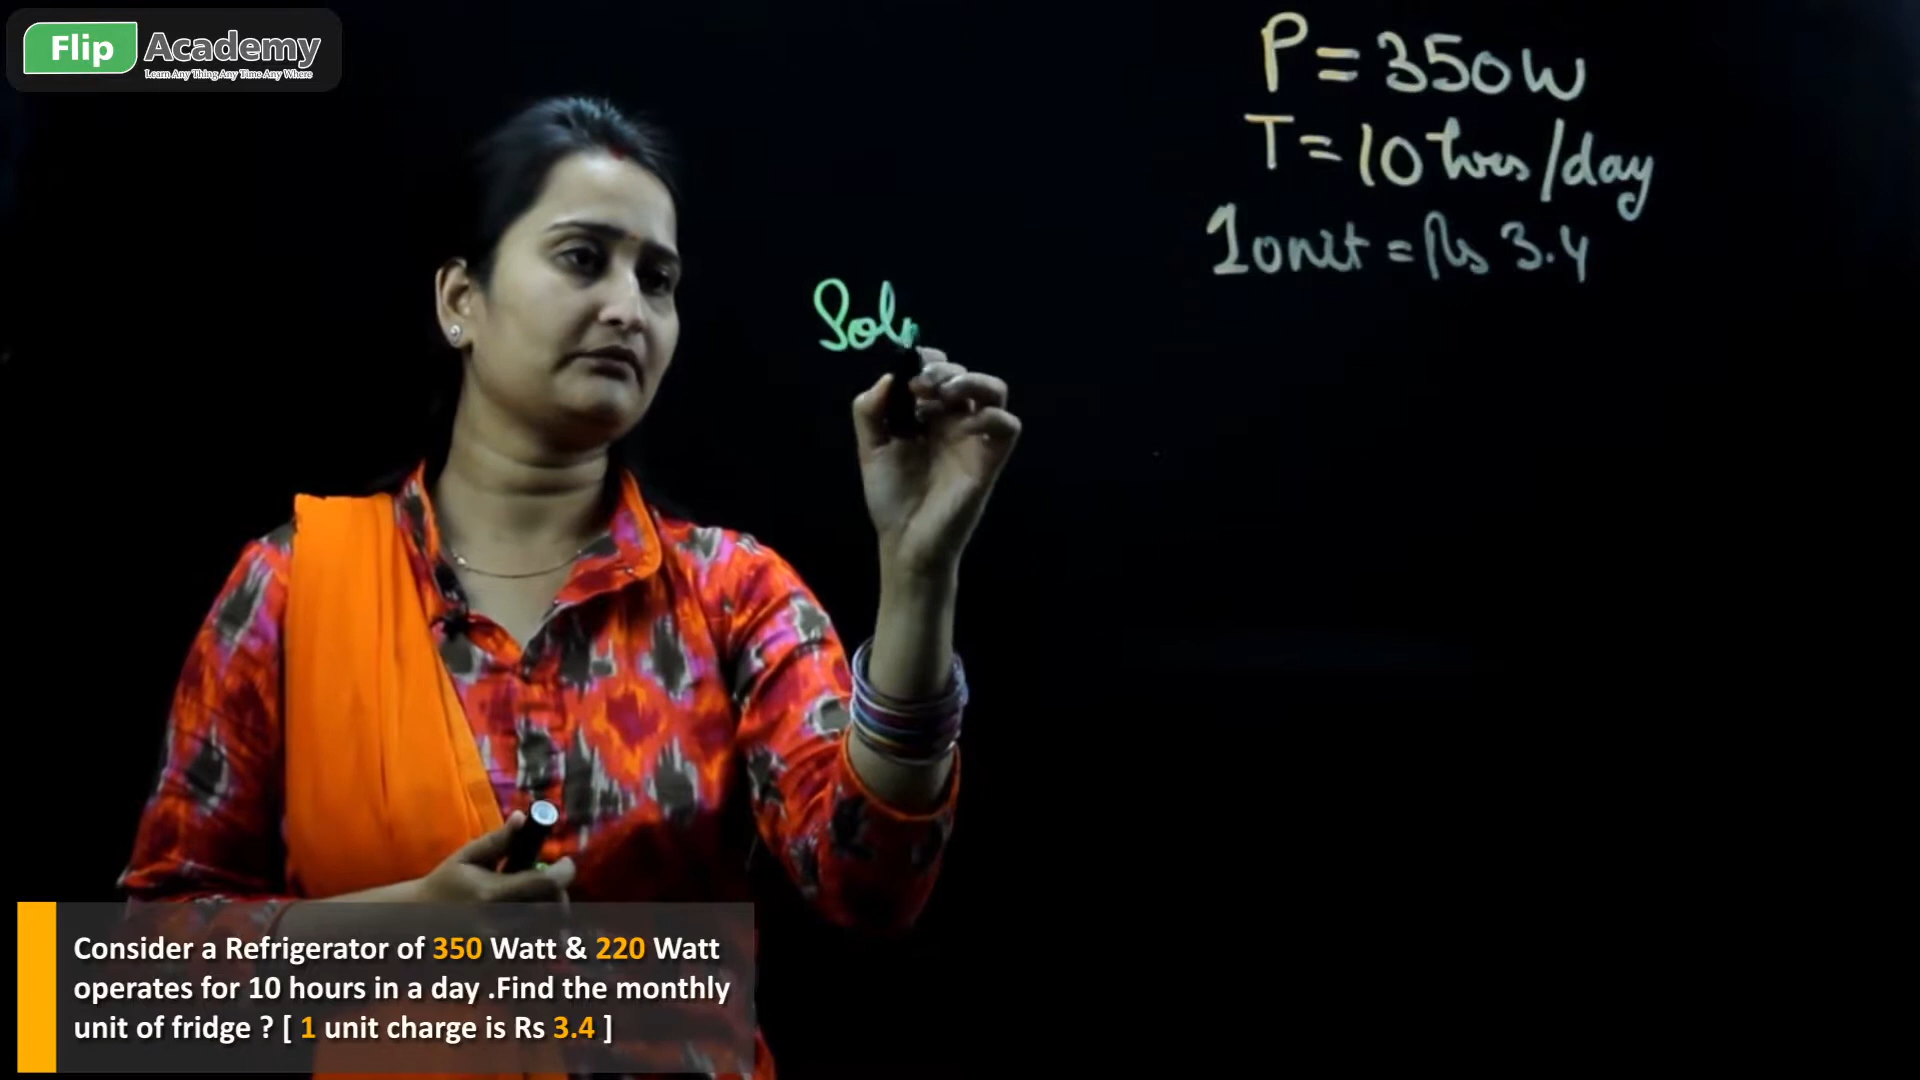 Flip Academy
Learn Any Thing Any Time Any Where
P = 350 W
T = 10 hrs/day
1 unit = Rs 3.4
Soln
Consider a Refrigerator of 350 Watt & 220 Watt
operates for 10 hours in a day .Find the monthly
unit of fridge ? [ 1 unit charge is Rs 3.4 ]